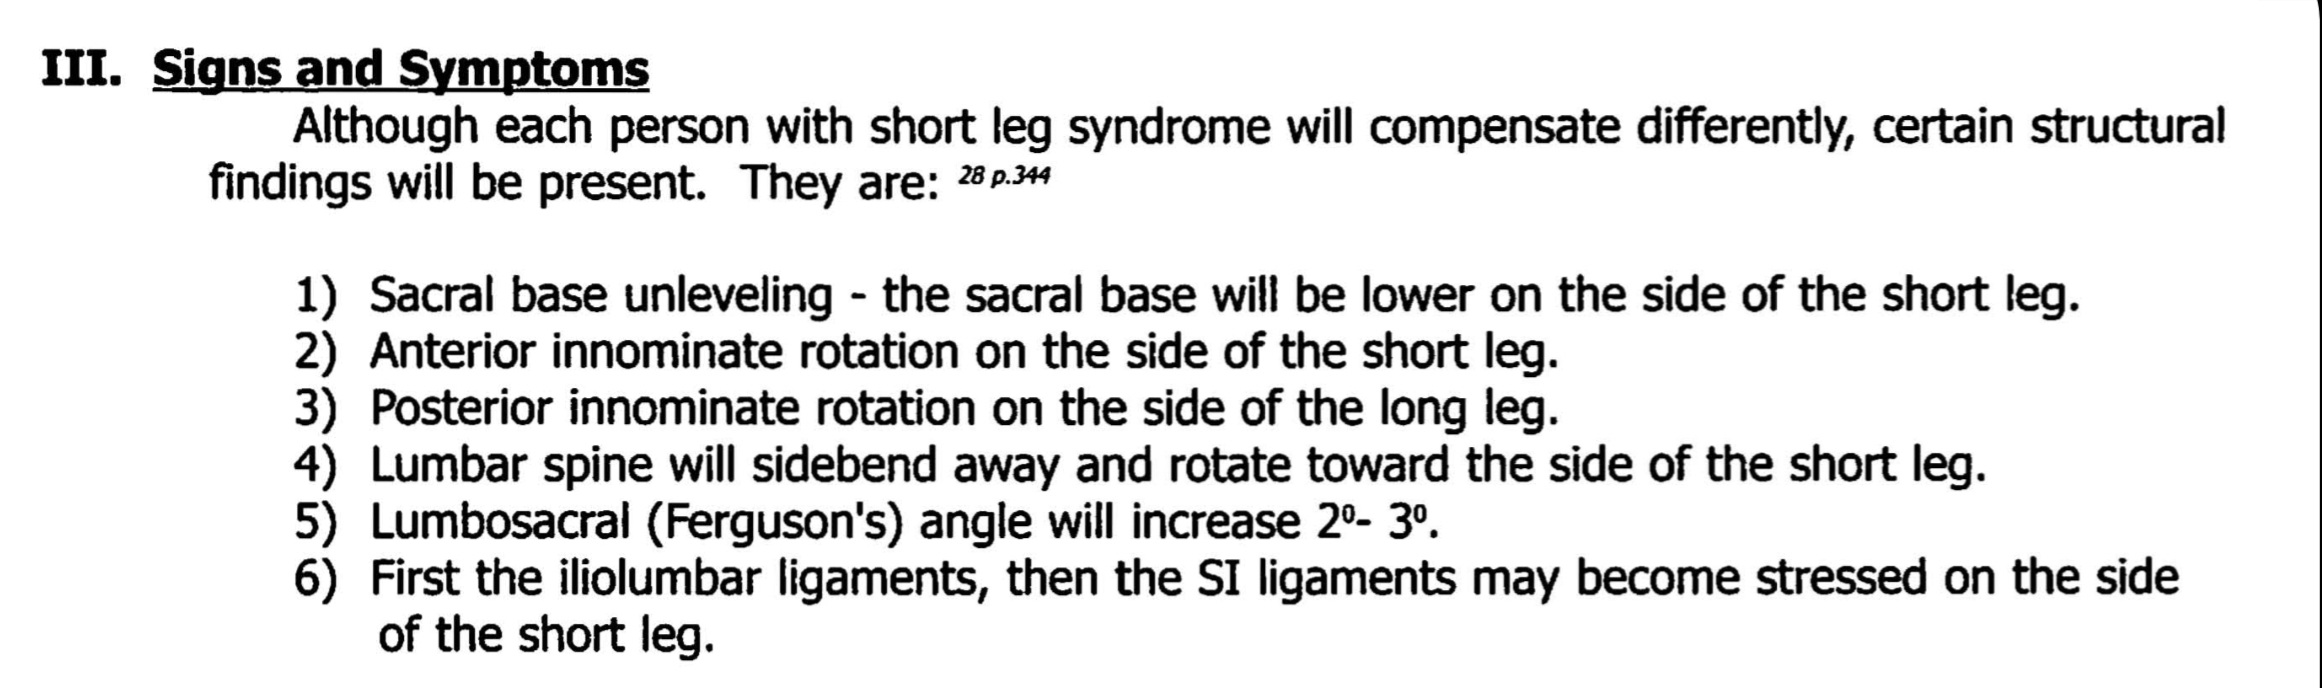 III. Signs and Symptoms
Although each person with short leg syndrome will compensate differently, certain structural
findings will be present. They are: 28 p.344
1) Sacral base unleveling - the sacral base will be lower on the side of the short leg.
2) Anterior innominate rotation on the side of the short leg.
3) Posterior innominate rotation on the side of the long leg.
4) Lumbar spine will sidebend away and rotate toward the side of the short leg.
5) Lumbosacral (Ferguson's) angle will increase 2º- 3º.
6) First the iliolumbar ligaments, then the SI ligaments may become stressed on the side
of the short leg.